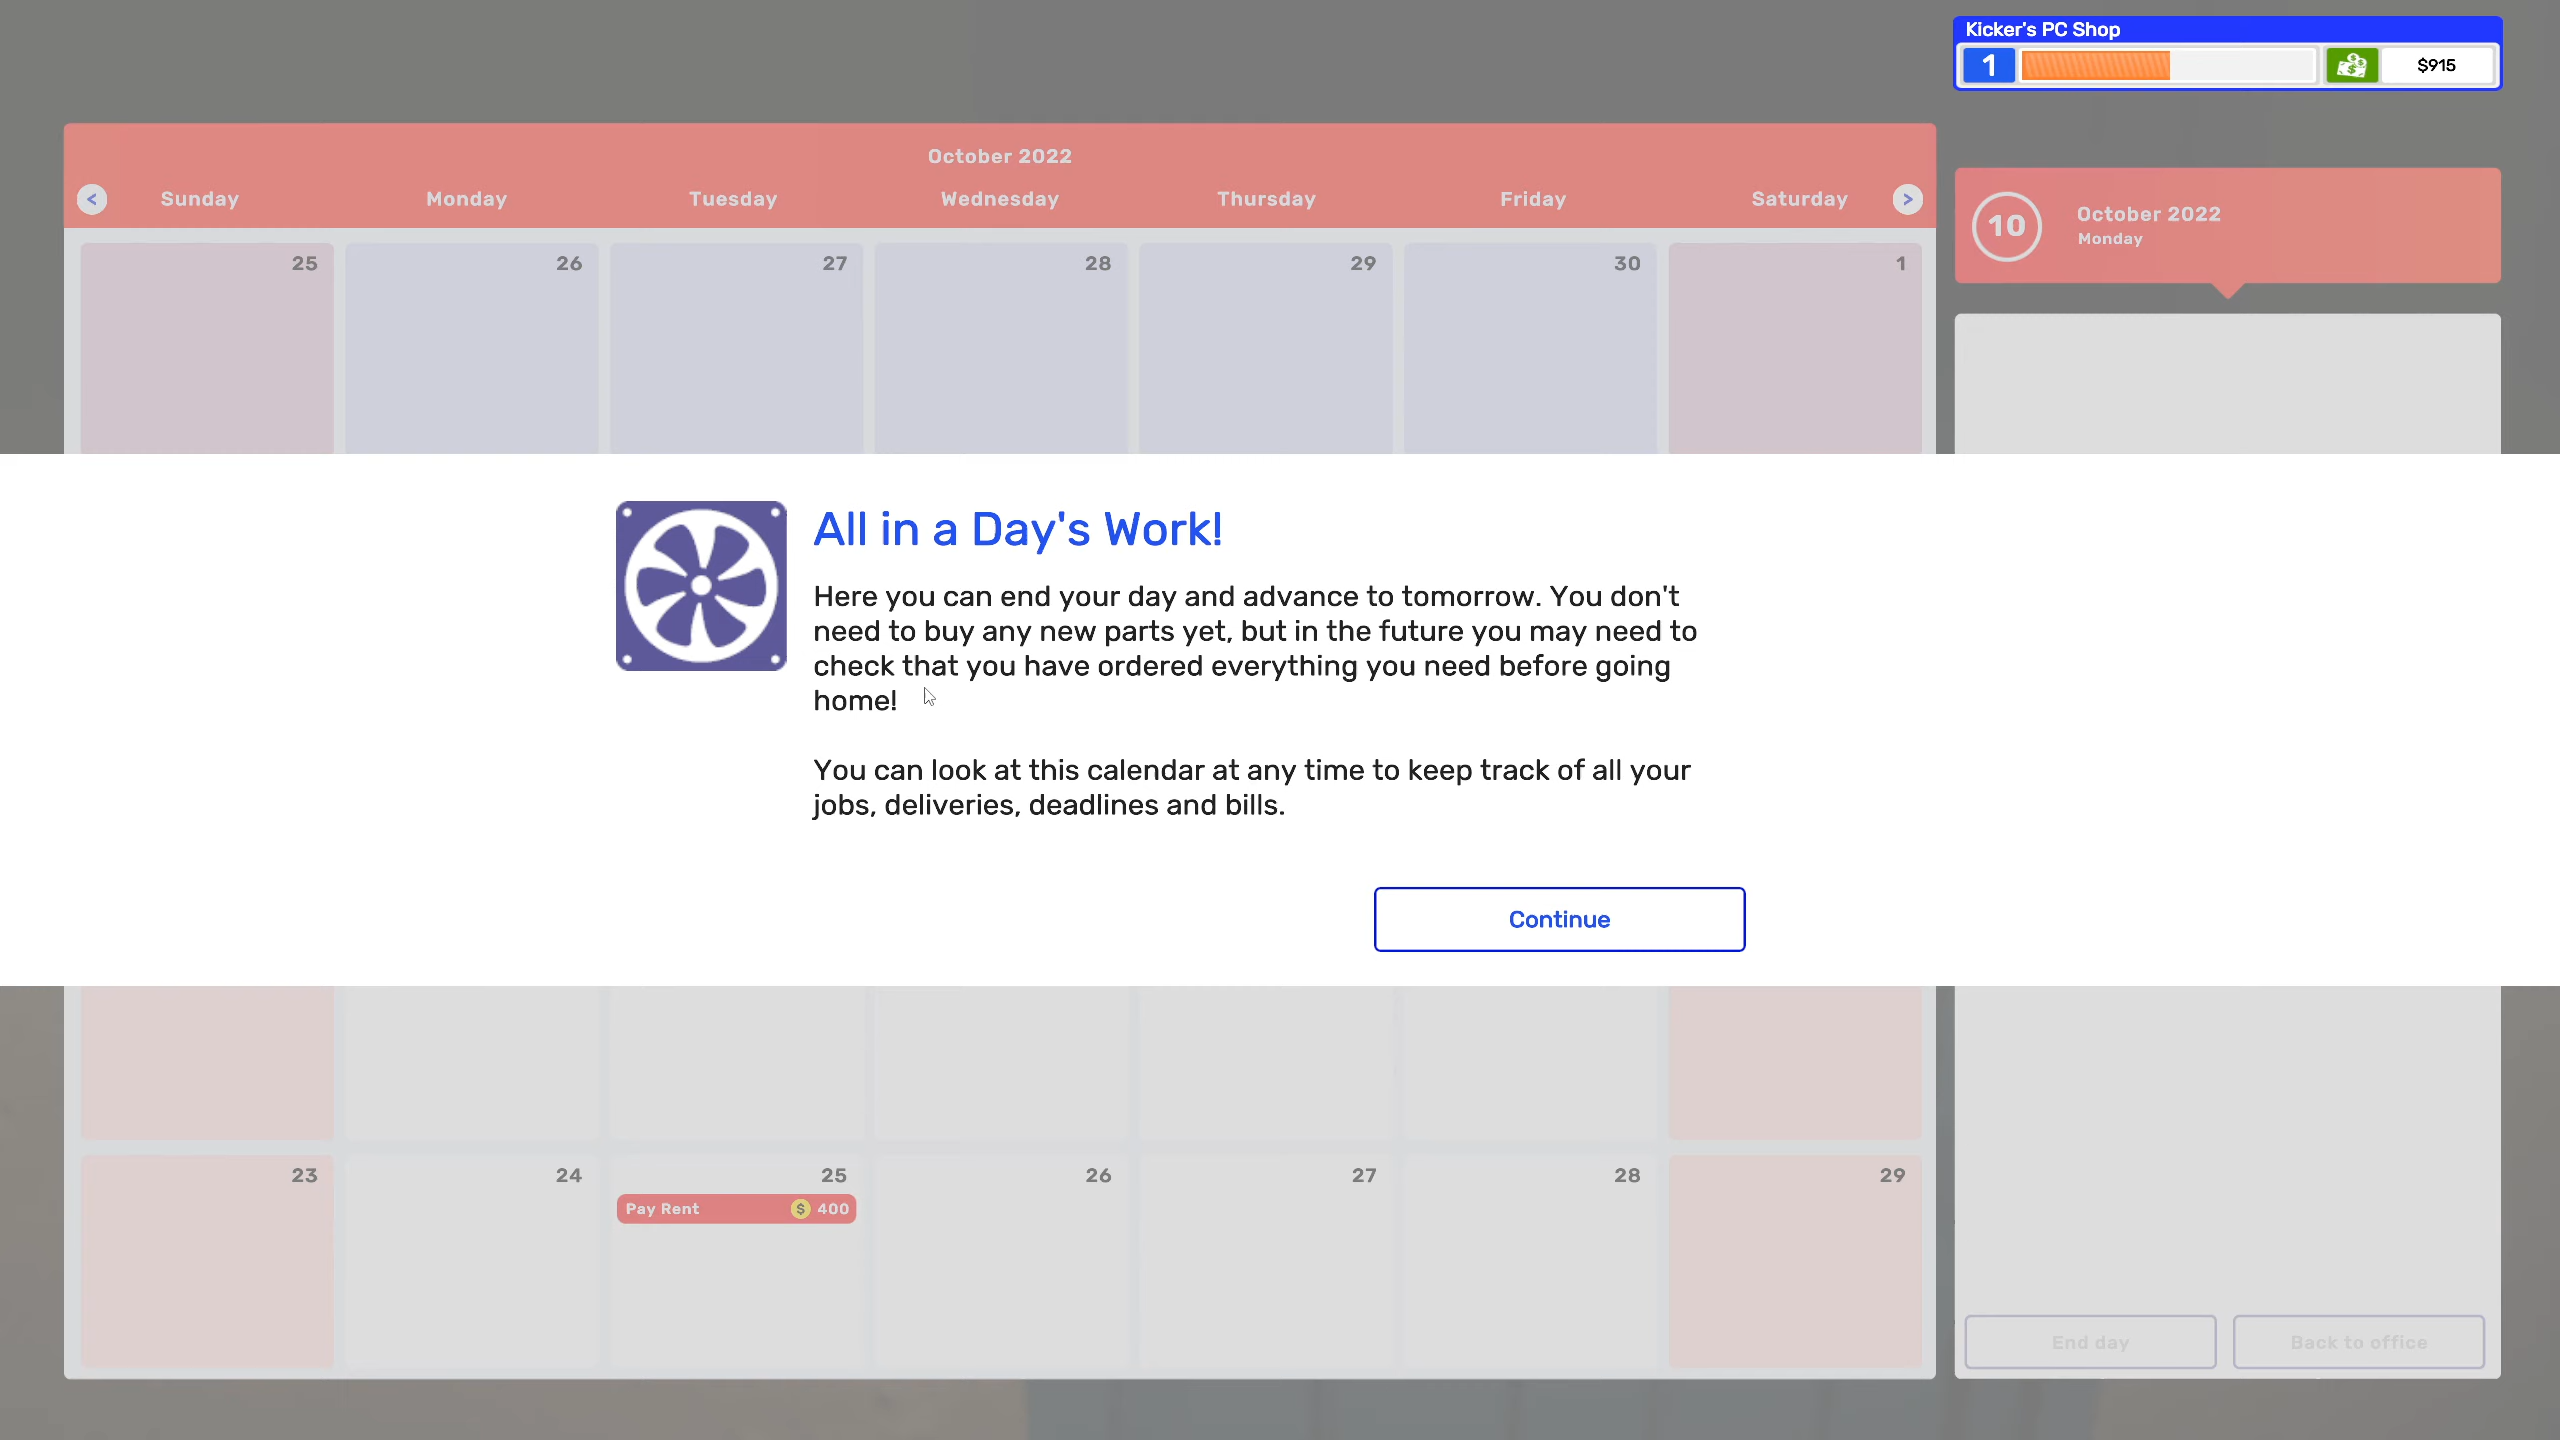 Kicker's PC Shop
1
$915
October 2022
< Sunday Monday Tuesday Wednesday Thursday Friday Saturday >
10
October 2022
Monday
25 26 27 28 29 30 1
All in a Day's Work!
Here you can end your day and advance to tomorrow. You don't
need to buy any new parts yet, but in the future you may need to
check that you have ordered everything you need before going
home!
You can look at this calendar at any time to keep track of all your
jobs, deliveries, deadlines and bills.
Continue
23 24 25 26 27 28 29
Pay Rent $ 400
End day
Back to office